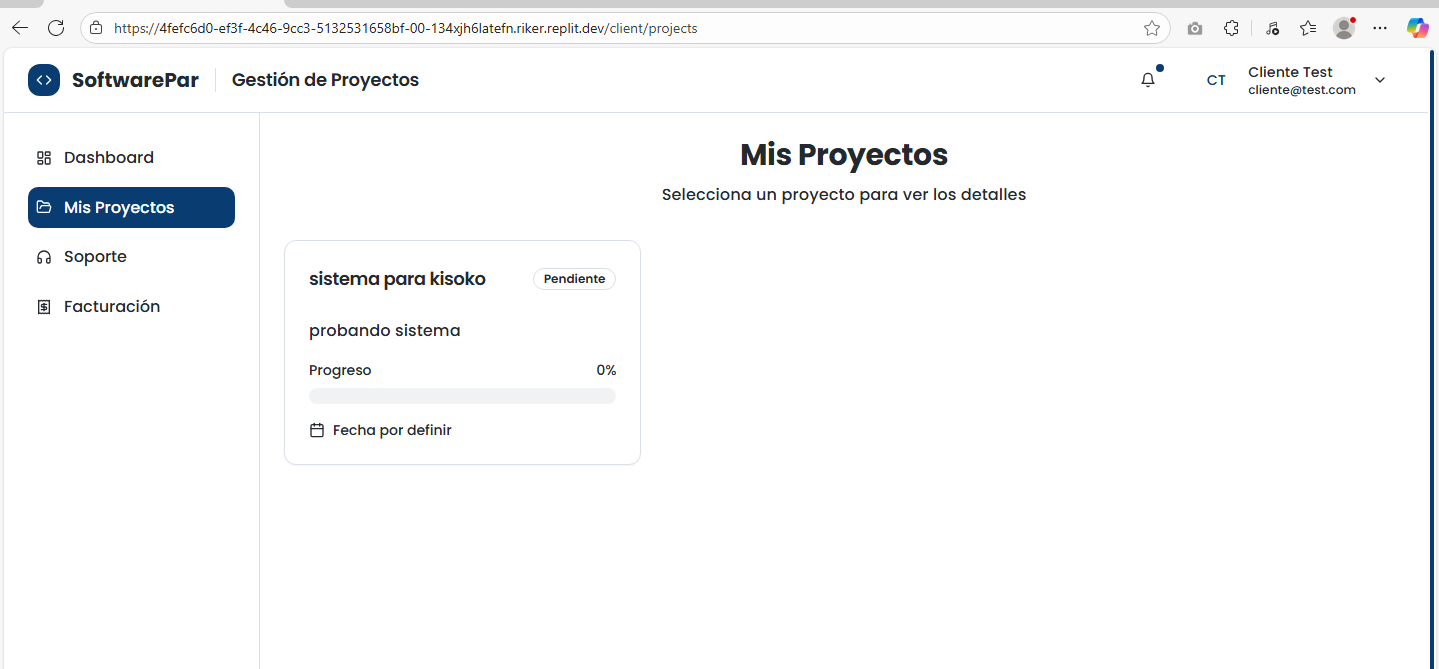 https://4fefc6d0-ef3f-4c46-9cc3-5132531658bf-00-134xjh6latefn.riker.replit.dev/client/projects
SoftwarePar
Gestión de Proyectos
CT
Cliente Test
cliente@test.com
Dashboard
Mis Proyectos
Soporte
Facturación
Mis Proyectos
Selecciona un proyecto para ver los detalles
sistema para kisoko
Pendiente
probando sistema
Progreso
0%
Fecha por definir